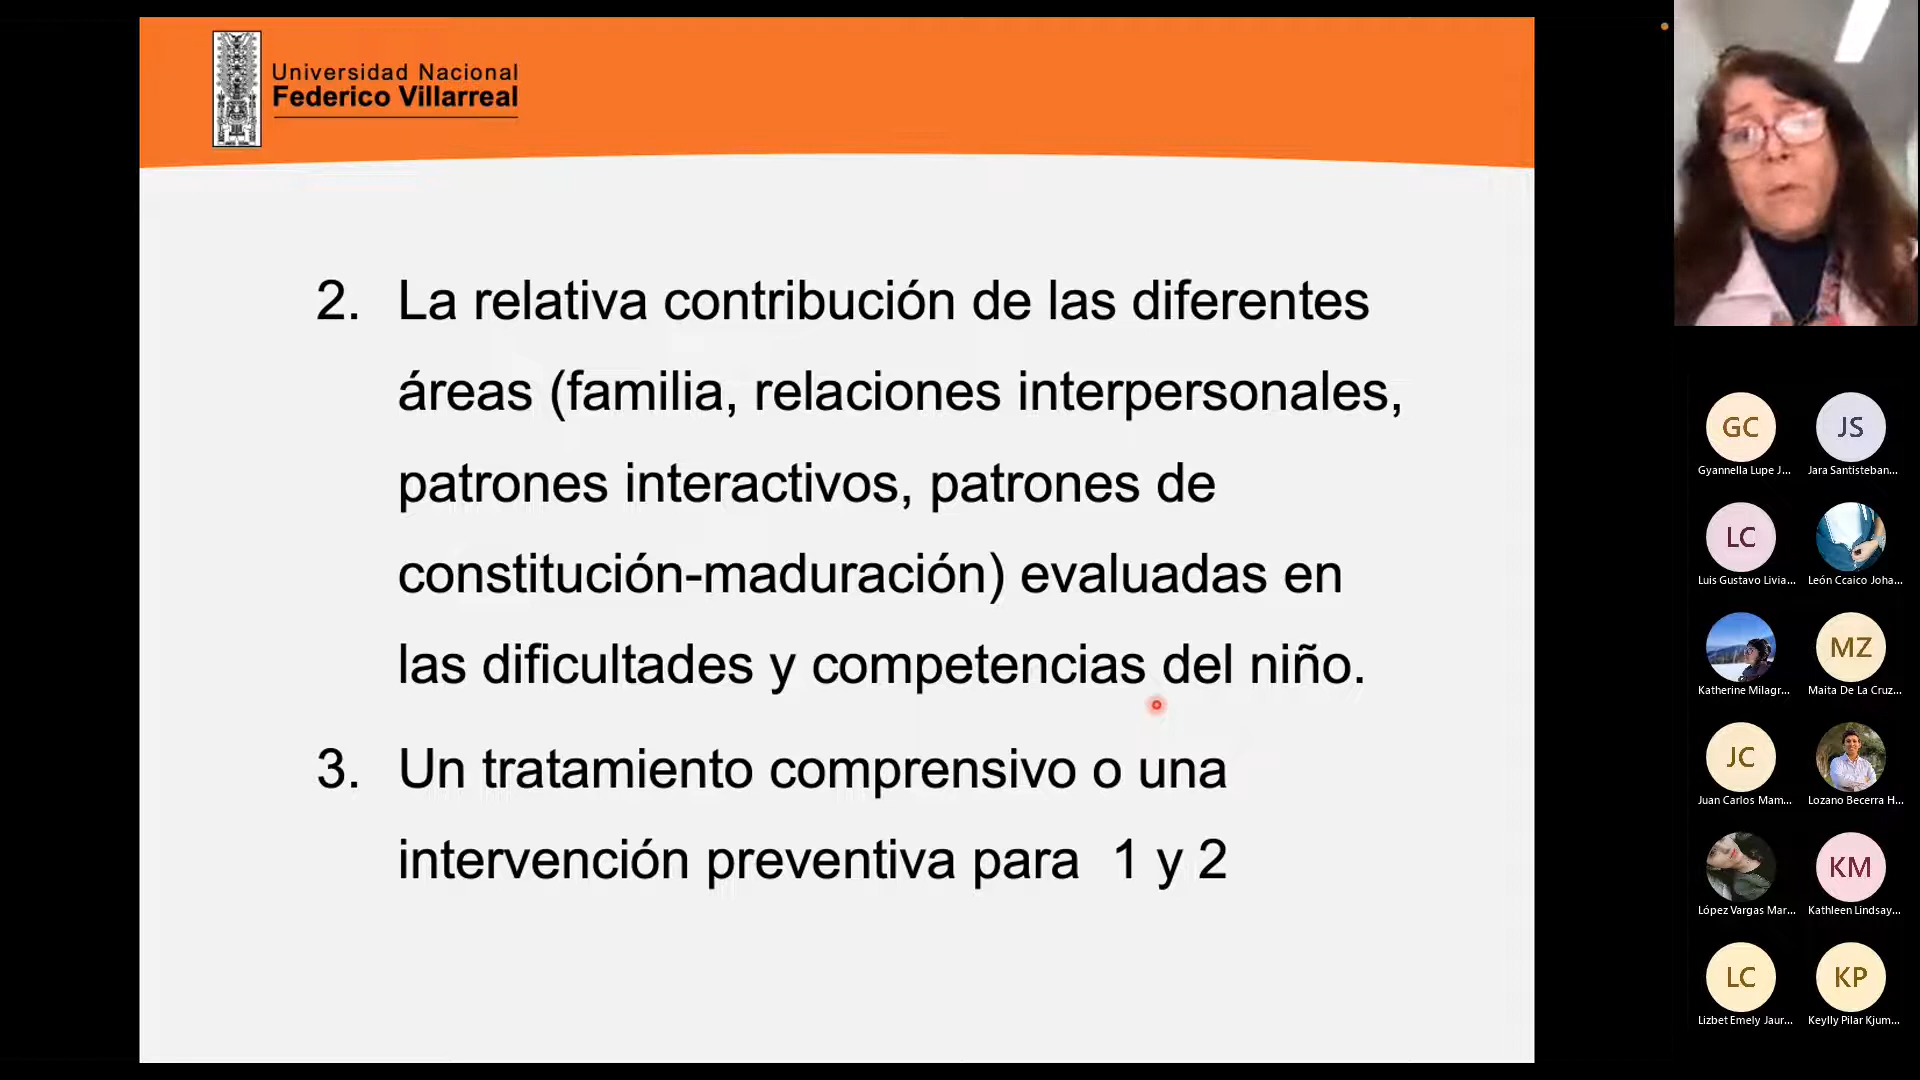 Universidad Nacional
Federico Villarreal
2. La relativa contribución de las diferentes
áreas (familia, relaciones interpersonales,
patrones interactivos, patrones de
constitución-maduración) evaluadas en
las dificultades y competencias del niño.
3. Un tratamiento comprensivo o una
intervención preventiva para 1 y 2
GC
JS
Gyannella Lupe J...
Jara Santisteban...
LC
Luis Gustavo Livia...
León Ccaico Joha...
MZ
Katherine Milagr...
Maita De La Cruz...
JC
Juan Carlos Mam...
Lozano Becerra H...
KM
López Vargas Mar...
Kathleen Lindsay...
LC
KP
Lizbet Emely Jaur...
Keylly Pilar Kjum...